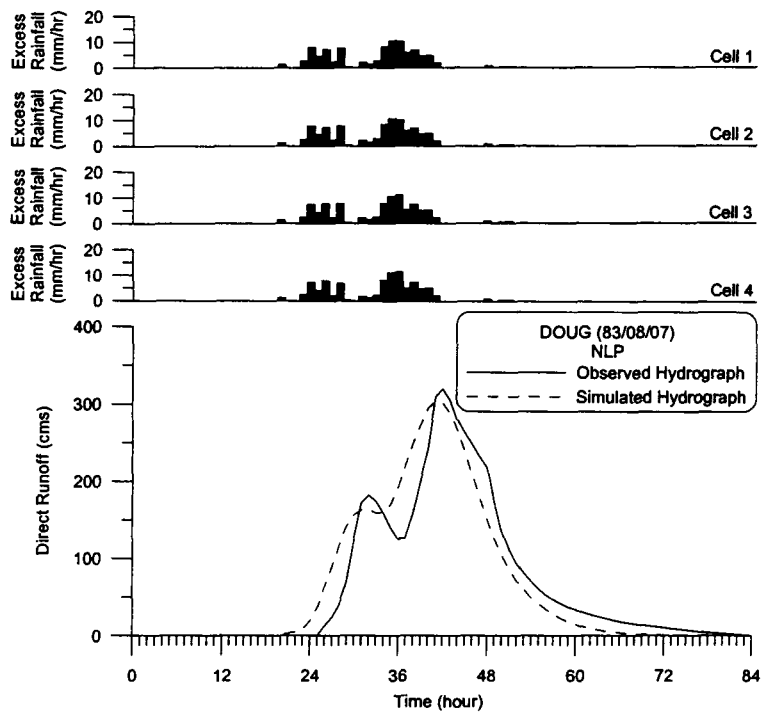 Excess
Rainfall
(mm/hr)
20
10
0
Cell 1
Excess
Rainfall
(mm/hr)
20
10
0
Cell 2
Excess
Rainfall
(mm/hr)
20
10
0
Cell 3
Excess
Rainfall
(mm/hr)
20
10
0
Cell 4
Direct Runoff (cms)
400
300
200
100
0
DOUG (83/08/07)
NLP
Observed Hydrograph
Simulated Hydrograph
0 12 24 36 48 60 72 84
Time (hour)